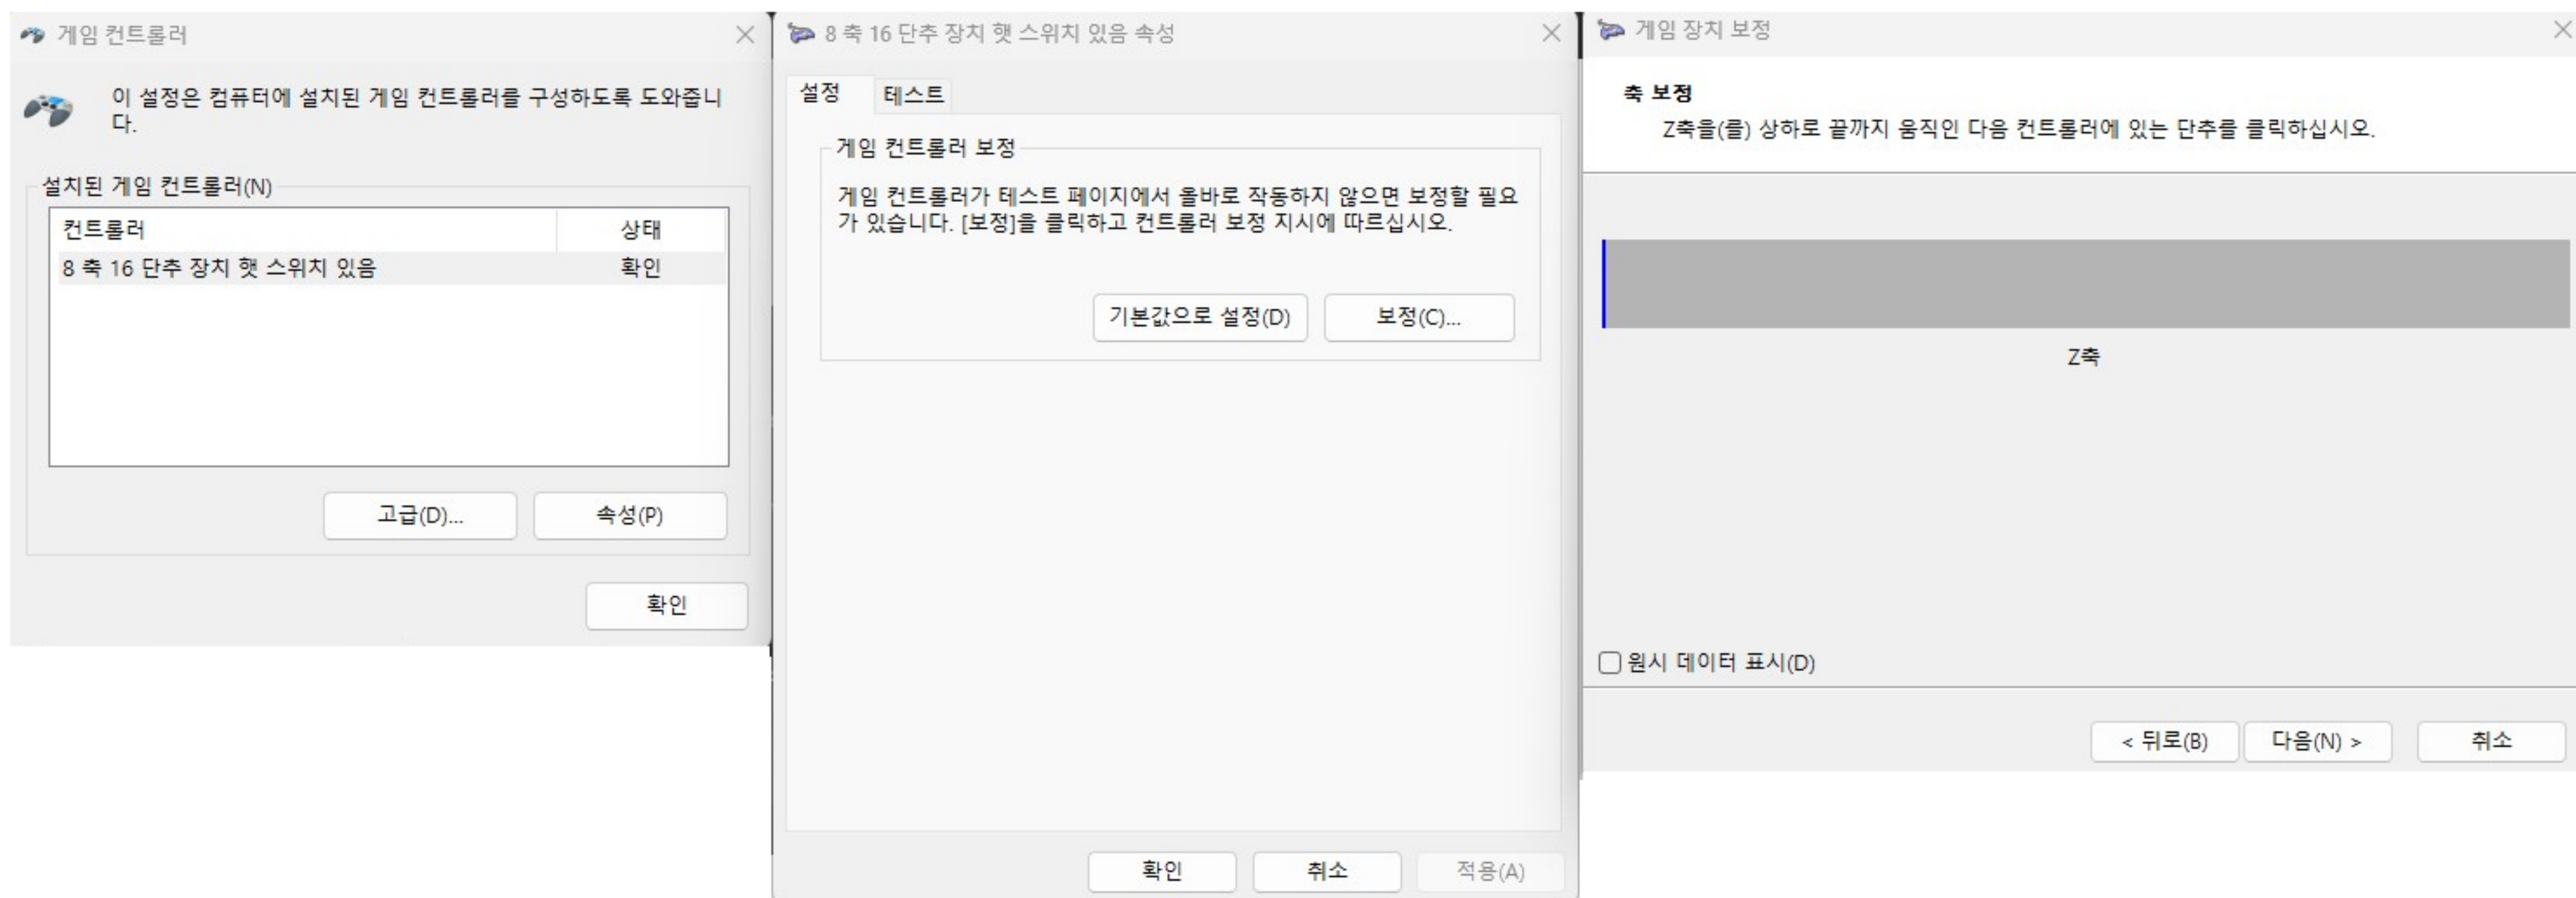 게임 컨트롤러
이 설정은 컴퓨터에 설치된 게임 컨트롤러를 구성하도록 도와줍니
다.
설치된 게임 컨트롤러(N)
컨트롤러 상태
8 축 16 단추 장치 햇 스위치 있음 확인
고급(D)... 속성(P)
확인
8 축 16 단추 장치 햇 스위치 있음 속성
설정 테스트
게임 컨트롤러 보정
게임 컨트롤러가 테스트 페이지에서 올바로 작동하지 않으면 보정할 필요
가 있습니다. [보정]을 클릭하고 컨트롤러 보정 지시에 따르십시오.
기본값으로 설정(D) 보정(C)...
확인 취소 적용(A)
게임 장치 보정
축 보정
Z축을(를) 상하로 끝까지 움직인 다음 컨트롤러에 있는 단추를 클릭하십시오.
Z축
원시 데이터 표시(D)
< 뒤로(B) 다음(N) > 취소